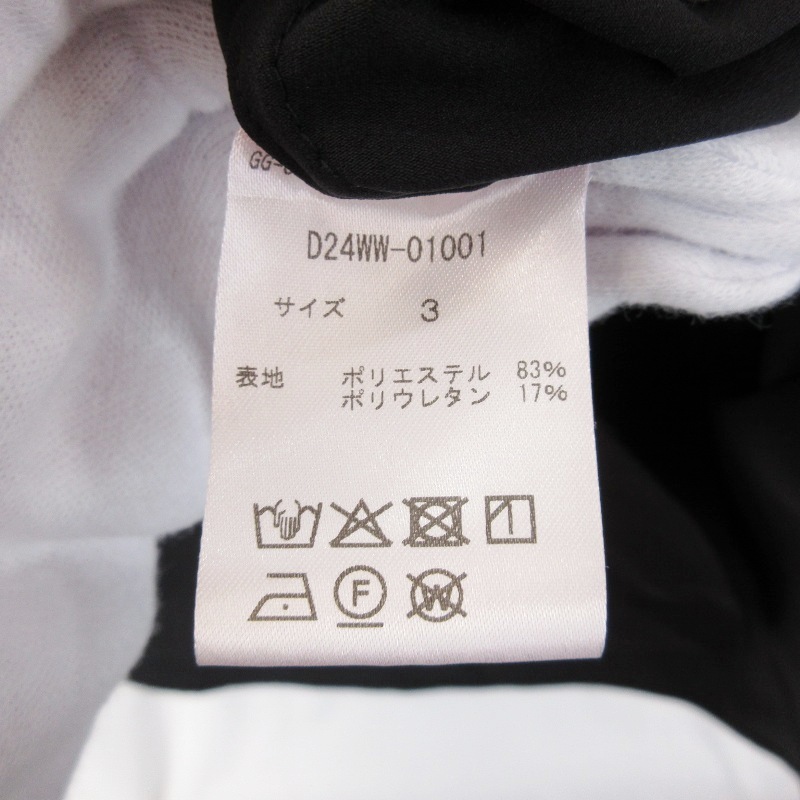 GG-
D24WW-01001
サイズ 3
表地 ポリエステル 83%
ポリウレタン 17%
F W